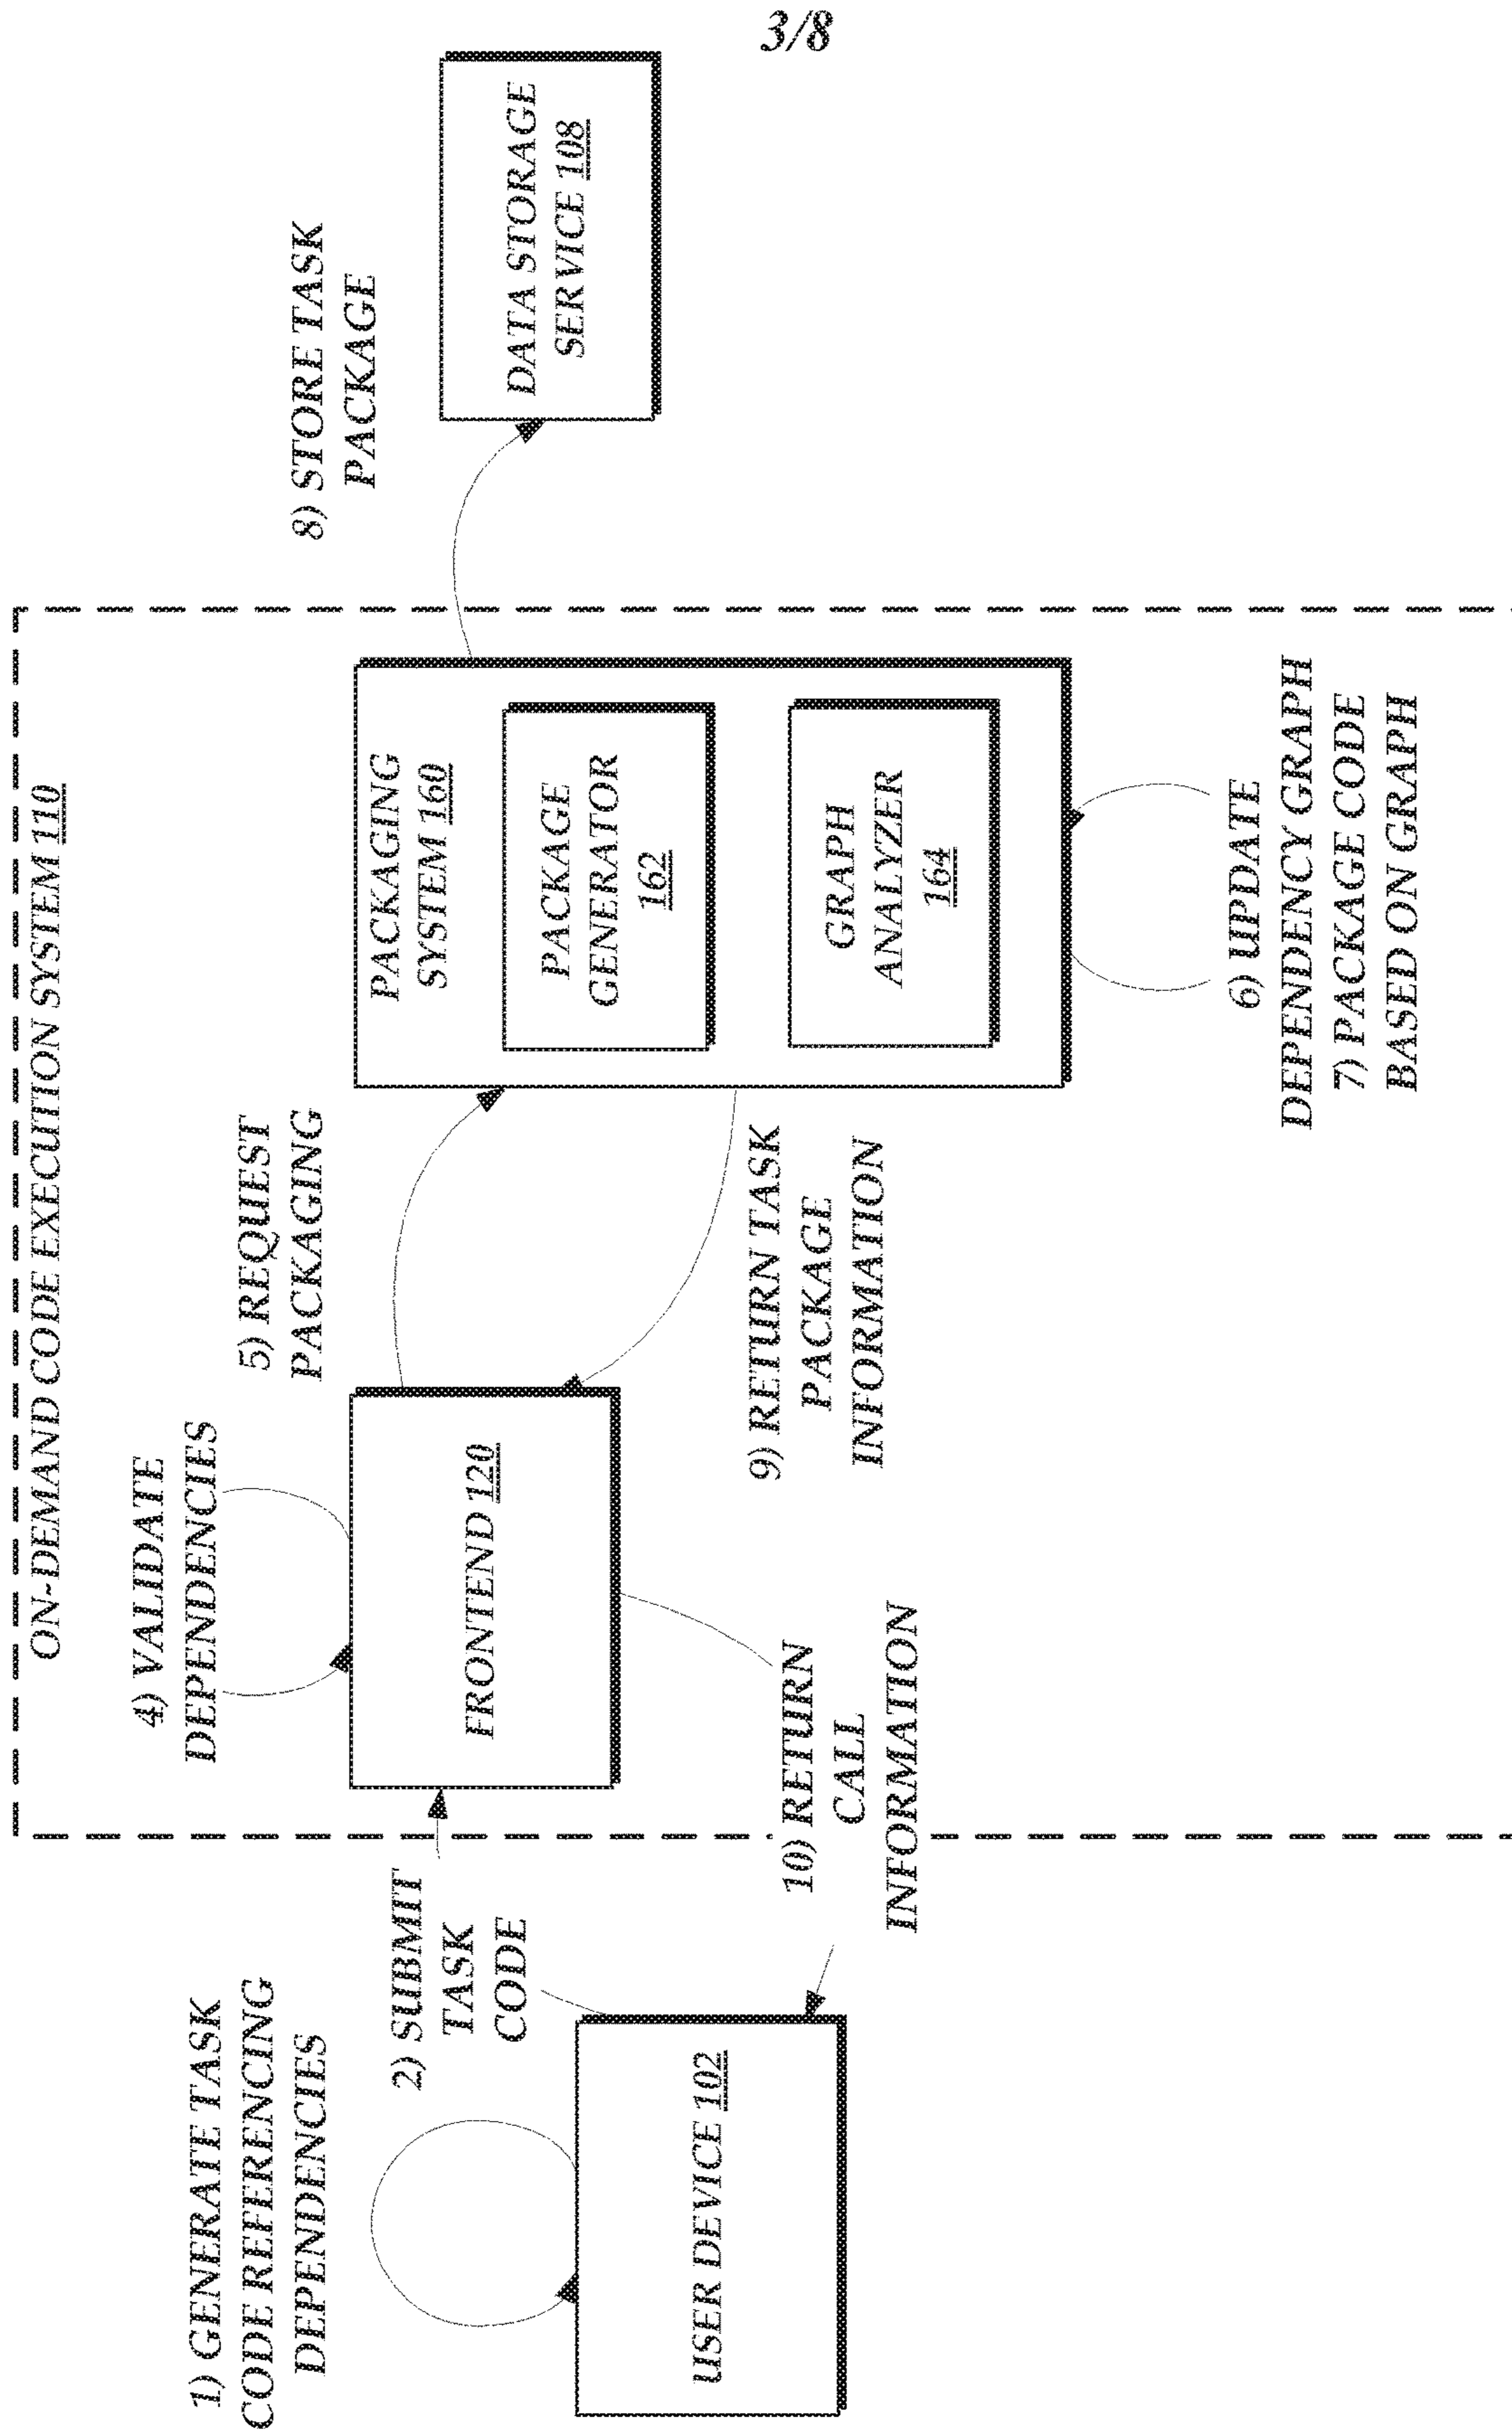 3/8
ON-DEMAND CODE EXECUTION SYSTEM 110
1) GENERATE TASK
CODE REFERENCING
DEPENDENCIES
2) SUBMIT
TASK
CODE
USER DEVICE 102
4) VALIDATE
DEPENDENCIES
FRONTEND 120
5) REQUEST
PACKAGING
PACKAGING
SYSTEM 160
PACKAGE
GENERATOR
162
GRAPH
ANALYZER
164
6) UPDATE
DEPENDENCY GRAPH
7) PACKAGE CODE
BASED ON GRAPH
8) STORE TASK
PACKAGE
DATA STORAGE
SERVICE 108
9) RETURN TASK
PACKAGE
INFORMATION
10) RETURN
CALL
INFORMATION